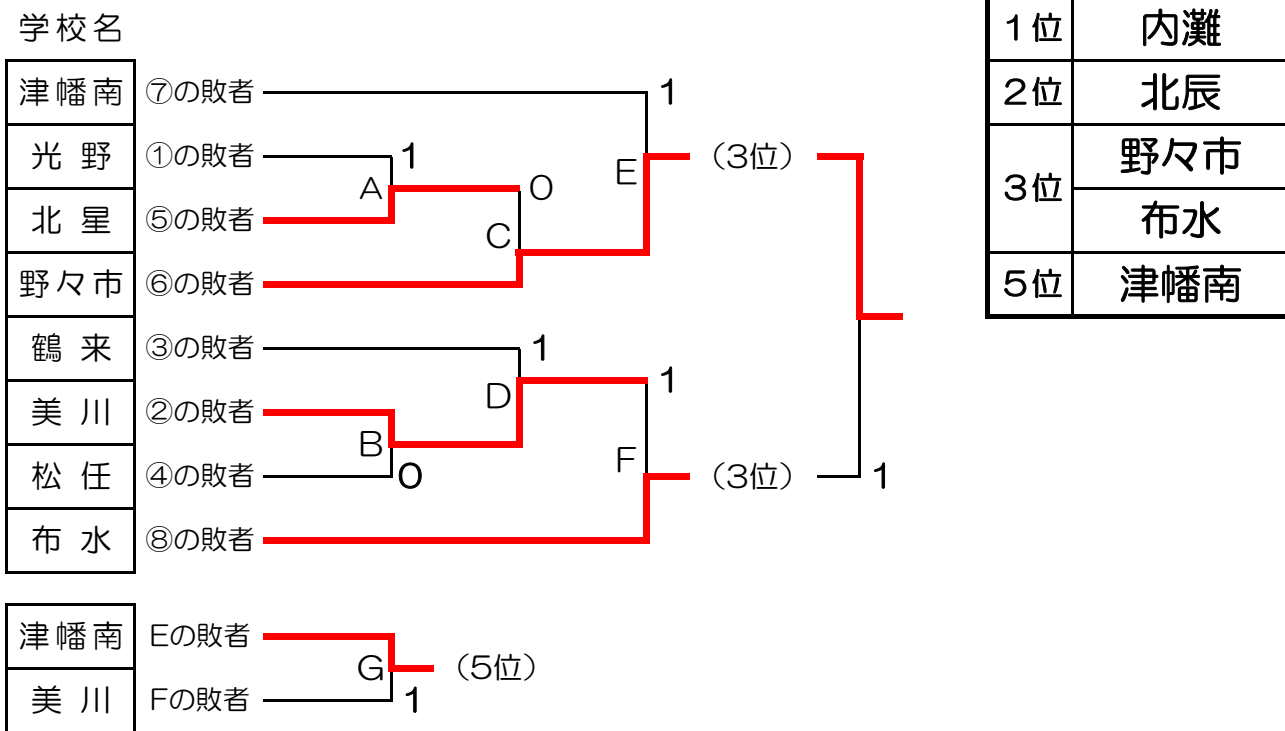 学校名
津幡南 ⑦の敗者 1
光野 ①の敗者 1 E (3位)
A 0
北星 ⑤の敗者
C
野々市 ⑥の敗者
鶴来 ③の敗者 1
D 1
美川 ②の敗者
B F
松任 ④の敗者 0 (3位) 1
布水 ⑧の敗者
津幡南 Eの敗者
G (5位)
美川 Fの敗者 1
1位 内灘
2位 北辰
3位 野々市
布水
5位 津幡南